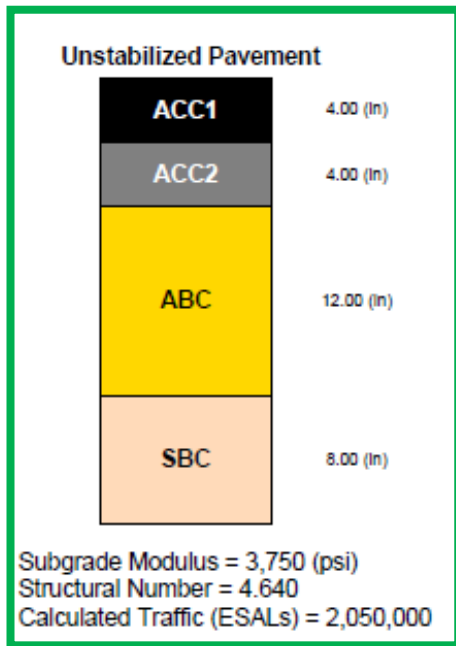 Unstabilized Pavement
ACC1 4.00 (in)
ACC2 4.00 (in)
ABC 12.00 (in)
SBC 8.00 (in)
Subgrade Modulus = 3,750 (psi)
Structural Number = 4.640
Calculated Traffic (ESALs) = 2,050,000